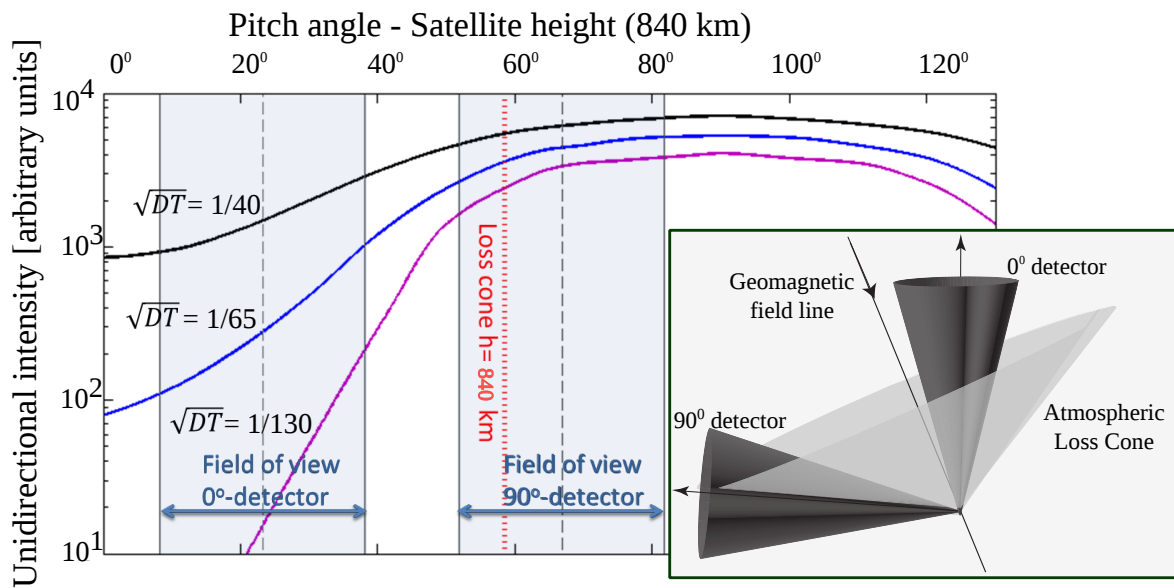 Pitch angle - Satellite height (840 km)
0⁰ 20⁰ 40⁰ 60⁰ 80⁰ 100⁰ 120⁰
Unidirectional intensity [arbitrary units]
10⁴
10³
10²
10¹
√DT = 1/40
√DT = 1/65
√DT = 1/130
Loss cone h= 840 km
Field of view
0º-detector
Field of view
90º-detector
Geomagnetic
field line
0⁰ detector
90⁰ detector
Atmospheric
Loss Cone